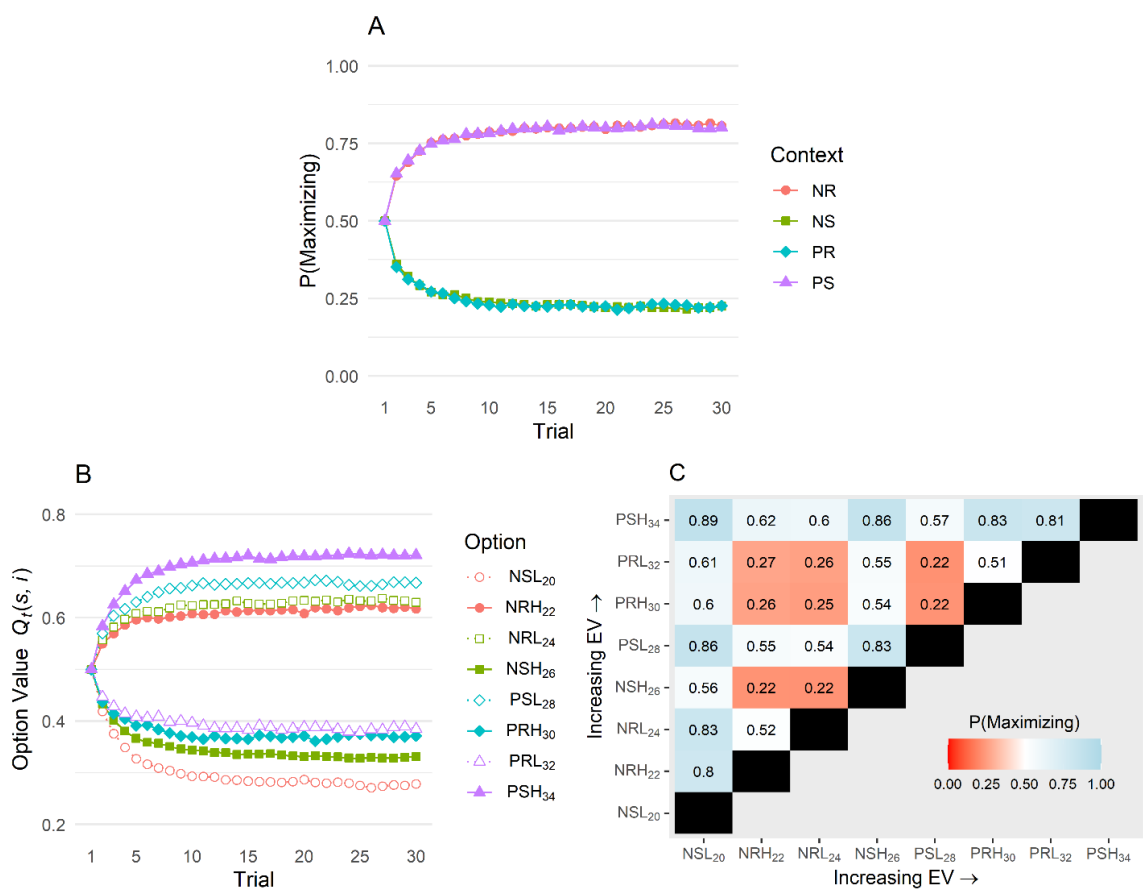 A
1.00
0.75
0.50
0.25
0.00
P(Maximizing)
1 5 10 15 20 25 30
Trial
Context
NR
NS
PR
PS
B
0.8
0.6
0.4
0.2
Option Value Qₜ(s, i)
1 5 10 15 20 25 30
Trial
Option
NSL₂₀
NRH₂₂
NRL₂₄
NSH₂₆
PSL₂₈
PRH₃₀
PRL₃₂
PSH₃₄
C
Increasing EV →
PSH₃₄ 0.89 0.62 0.6 0.86 0.57 0.83 0.81
PRL₃₂ 0.61 0.27 0.26 0.55 0.22 0.51
PRH₃₀ 0.6 0.26 0.25 0.54 0.22
PSL₂₈ 0.86 0.55 0.54 0.83
NSH₂₆ 0.56 0.22 0.22
NRL₂₄ 0.83 0.52
NRH₂₂ 0.8
NSL₂₀
P(Maximizing)
0.00 0.25 0.50 0.75 1.00
NSL₂₀ NRH₂₂ NRL₂₄ NSH₂₆ PSL₂₈ PRH₃₀ PRL₃₂ PSH₃₄
Increasing EV →